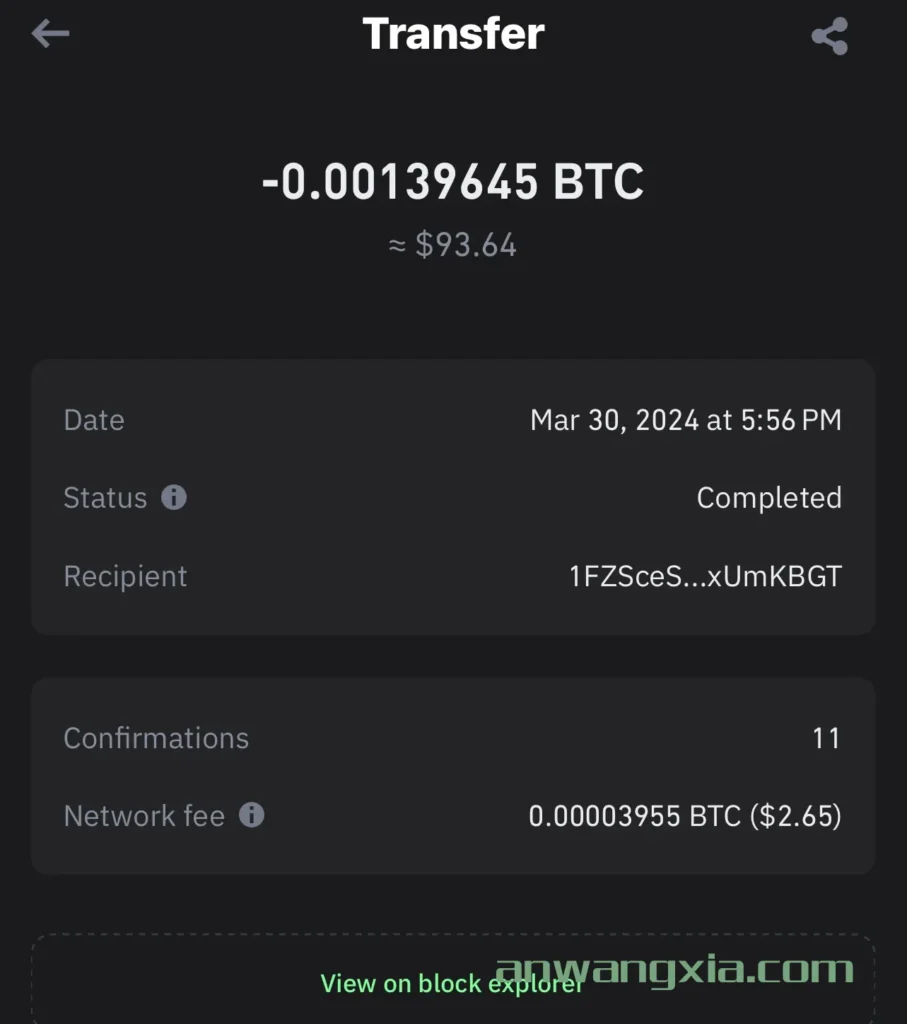 Transfer
-0.00139645 BTC
≈ $93.64
Date Mar 30, 2024 at 5:56 PM
Status Completed
Recipient 1FZSceS...xUmKBGT
Confirmations 11
Network fee 0.00003955 BTC ($2.65)
View on block explorer
anwangxia.com